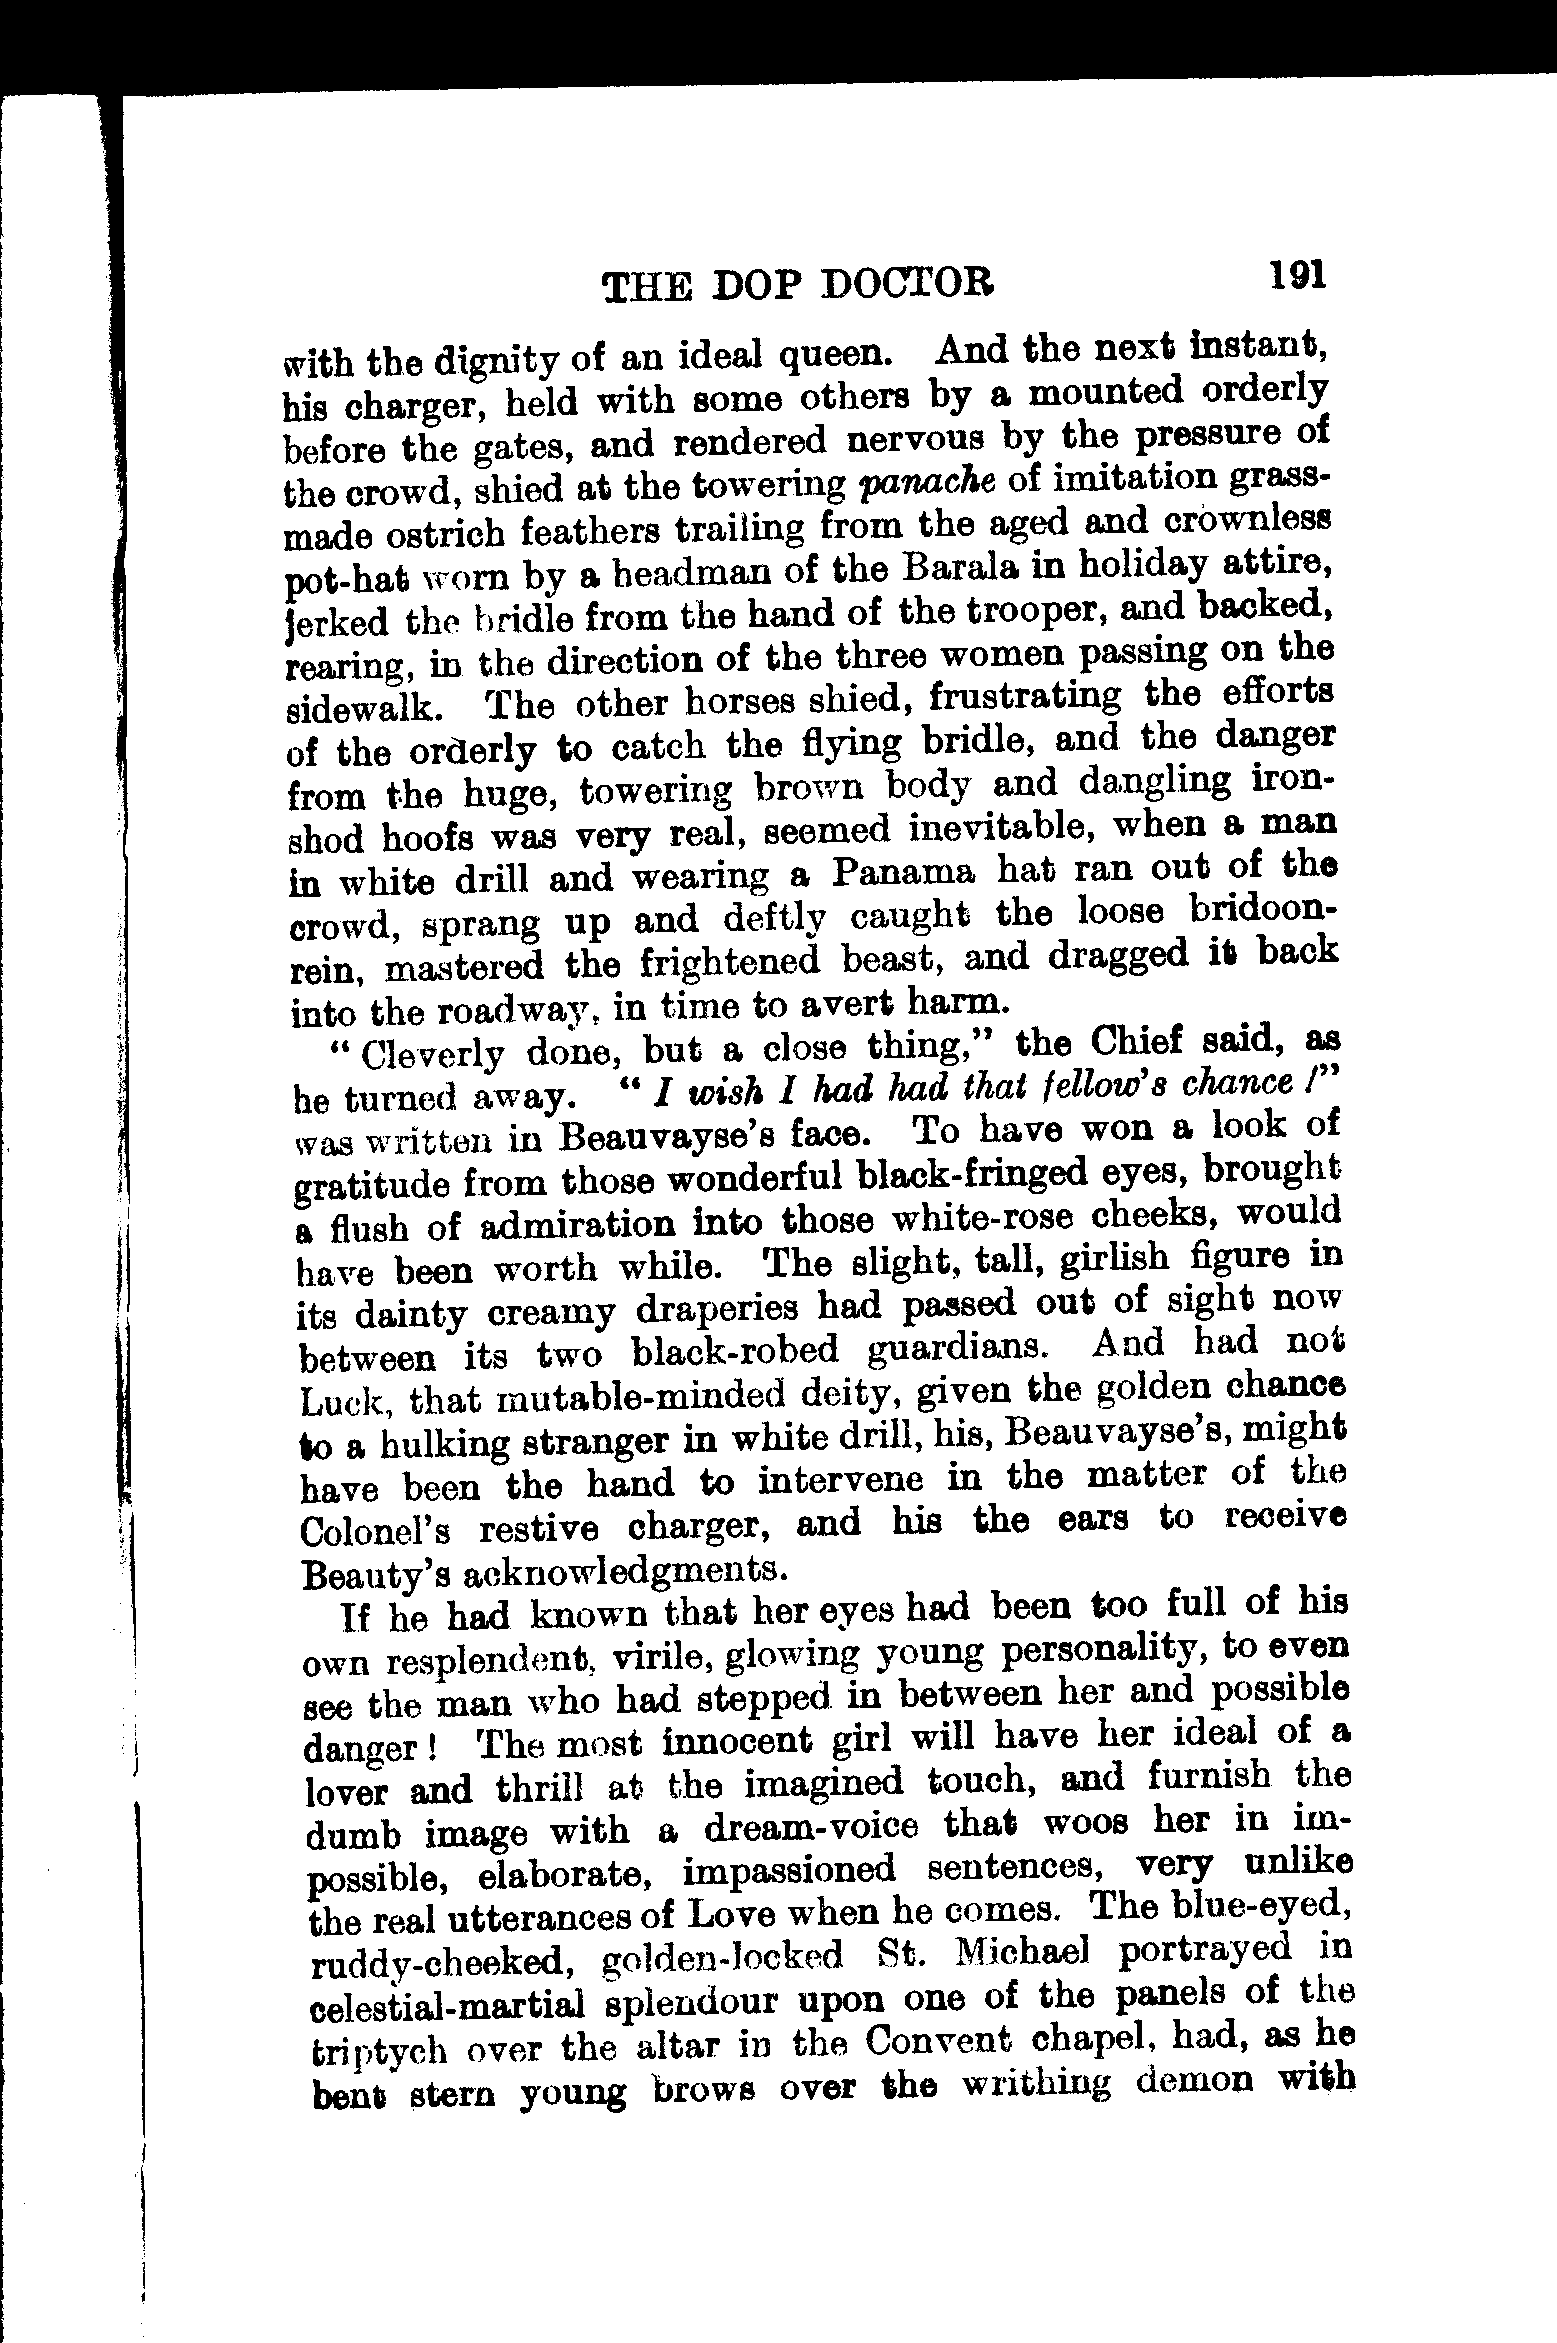 THE DOP DOCTOR 191
with the dignity of an ideal queen. And the next instant,
his charger, held with some others by a mounted orderly
before the gates, and rendered nervous by the pressure of
the crowd, shied at the towering panache of imitation grass-
made ostrich feathers trailing from the aged and crownless
pot-hat worn by a headman of the Barala in holiday attire,
jerked the bridle from the hand of the trooper, and backed,
rearing, in the direction of the three women passing on the
sidewalk. The other horses shied, frustrating the efforts
of the orderly to catch the flying bridle, and the danger
from the huge, towering brown body and dangling iron-
shod hoofs was very real, seemed inevitable, when a man
in white drill and wearing a Panama hat ran out of the
crowd, sprang up and deftly caught the loose bridoon-
rein, mastered the frightened beast, and dragged it back
into the roadway, in time to avert harm.
“ Cleverly done, but a close thing,” the Chief said, as
he turned away. “ I wish I had had that fellow's chance !”
was written in Beauvayse's face. To have won a look of
gratitude from those wonderful black-fringed eyes, brought
a flush of admiration into those white-rose cheeks, would
have been worth while. The slight, tall, girlish figure in
its dainty creamy draperies had passed out of sight now
between its two black-robed guardians. And had not
Luck, that mutable-minded deity, given the golden chance
to a hulking stranger in white drill, his, Beauvayse's, might
have been the hand to intervene in the matter of the
Colonel's restive charger, and his the ears to receive
Beauty's acknowledgments.
If he had known that her eyes had been too full of his
own resplendent, virile, glowing young personality, to even
see the man who had stepped in between her and possible
danger ! The most innocent girl will have her ideal of a
lover and thrill at the imagined touch, and furnish the
dumb image with a dream-voice that woos her in im-
possible, elaborate, impassioned sentences, very unlike
the real utterances of Love when he comes. The blue-eyed,
ruddy-cheeked, golden-locked St. Michael portrayed in
celestial-martial splendour upon one of the panels of the
triptych over the altar in the Convent chapel, had, as he
bent stern young brows over the writhing demon with